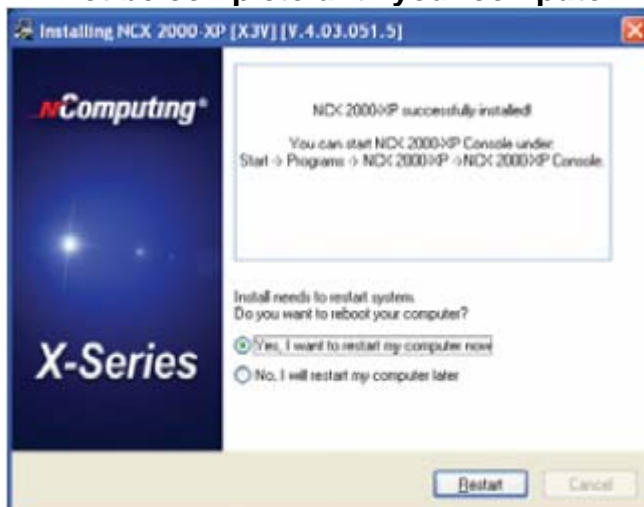 Installing NCX 2000-XP [X3V] [V.4.03.051.5]
nComputing
NCX 2000-XP successfully installed!
You can start NCX 2000-XP Console under:
Start -> Programs -> NCX 2000-XP ->NCX 2000-XP Console.
Install needs to restart system.
Do you want to reboot your computer?
Yes, I want to restart my computer now
No, I will restart my computer later
X-Series
Restart
Cancel